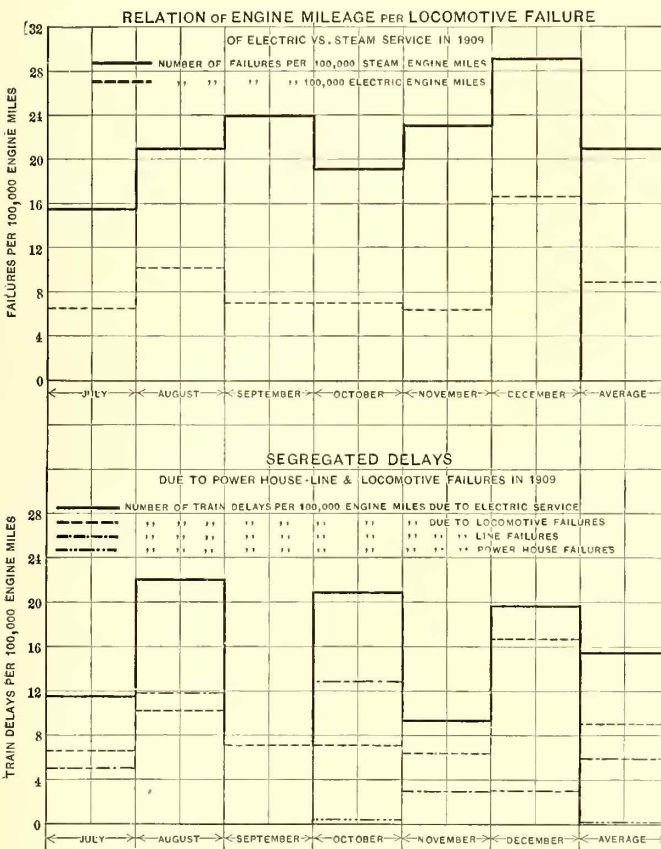 RELATION OF ENGINE MILEAGE PER LOCOMOTIVE FAILURE
OF ELECTRIC VS. STEAM SERVICE IN 1909
NUMBER OF FAILURES PER 100,000 STEAM ENGINE MILES
" " " " 100,000 ELECTRIC ENGINE MILES
FAILURES PER 100,000 ENGINE MILES
32
28
24
20
16
12
8
4
0
JULY AUGUST SEPTEMBER OCTOBER NOVEMBER DECEMBER AVERAGE
SEGREGATED DELAYS
DUE TO POWER HOUSE-LINE & LOCOMOTIVE FAILURES IN 1909
NUMBER OF TRAIN DELAYS PER 100,000 ENGINE MILES DUE TO ELECTRIC SERVICE
" " " " " " " " DUE TO LOCOMOTIVE FAILURES
" " " " " " " " " " LINE FAILURES
" " " " " " " " " " POWER HOUSE FAILURES
TRAIN DELAYS PER 100,000 ENGINE MILES
28
24
20
16
12
8
4
0
JULY AUGUST SEPTEMBER OCTOBER NOVEMBER DECEMBER AVERAGE